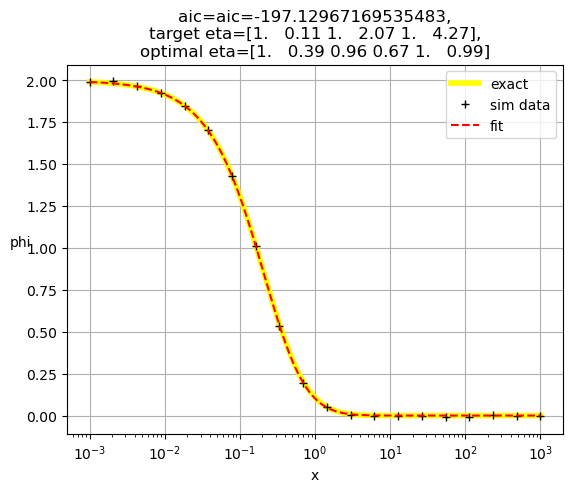 aic=aic=-197.12967169535483,
target eta=[1.   0.11 1.   2.07 1.   4.27],
optimal eta=[1.   0.39 0.96 0.67 1.   0.99]
exact
sim data
fit
2.00
1.75
1.50
1.25
1.00
0.75
0.50
0.25
0.00
phi
10⁻³ 10⁻² 10⁻¹ 10⁰ 10¹ 10² 10³
x